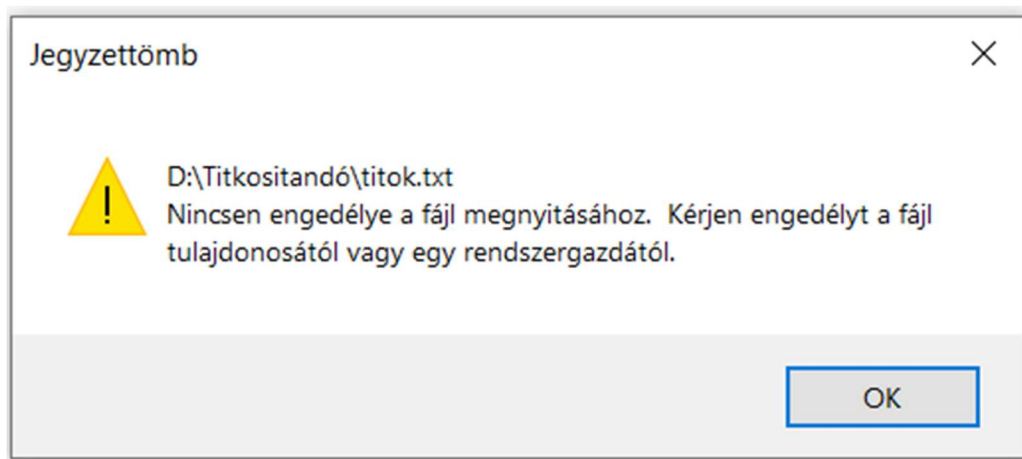 Jegyzettömb
D:\Titkositandó\titok.txt
Nincsen engedélye a fájl megnyitásához.  Kérjen engedélyt a fájl
tulajdonosától vagy egy rendszergazdától.
OK